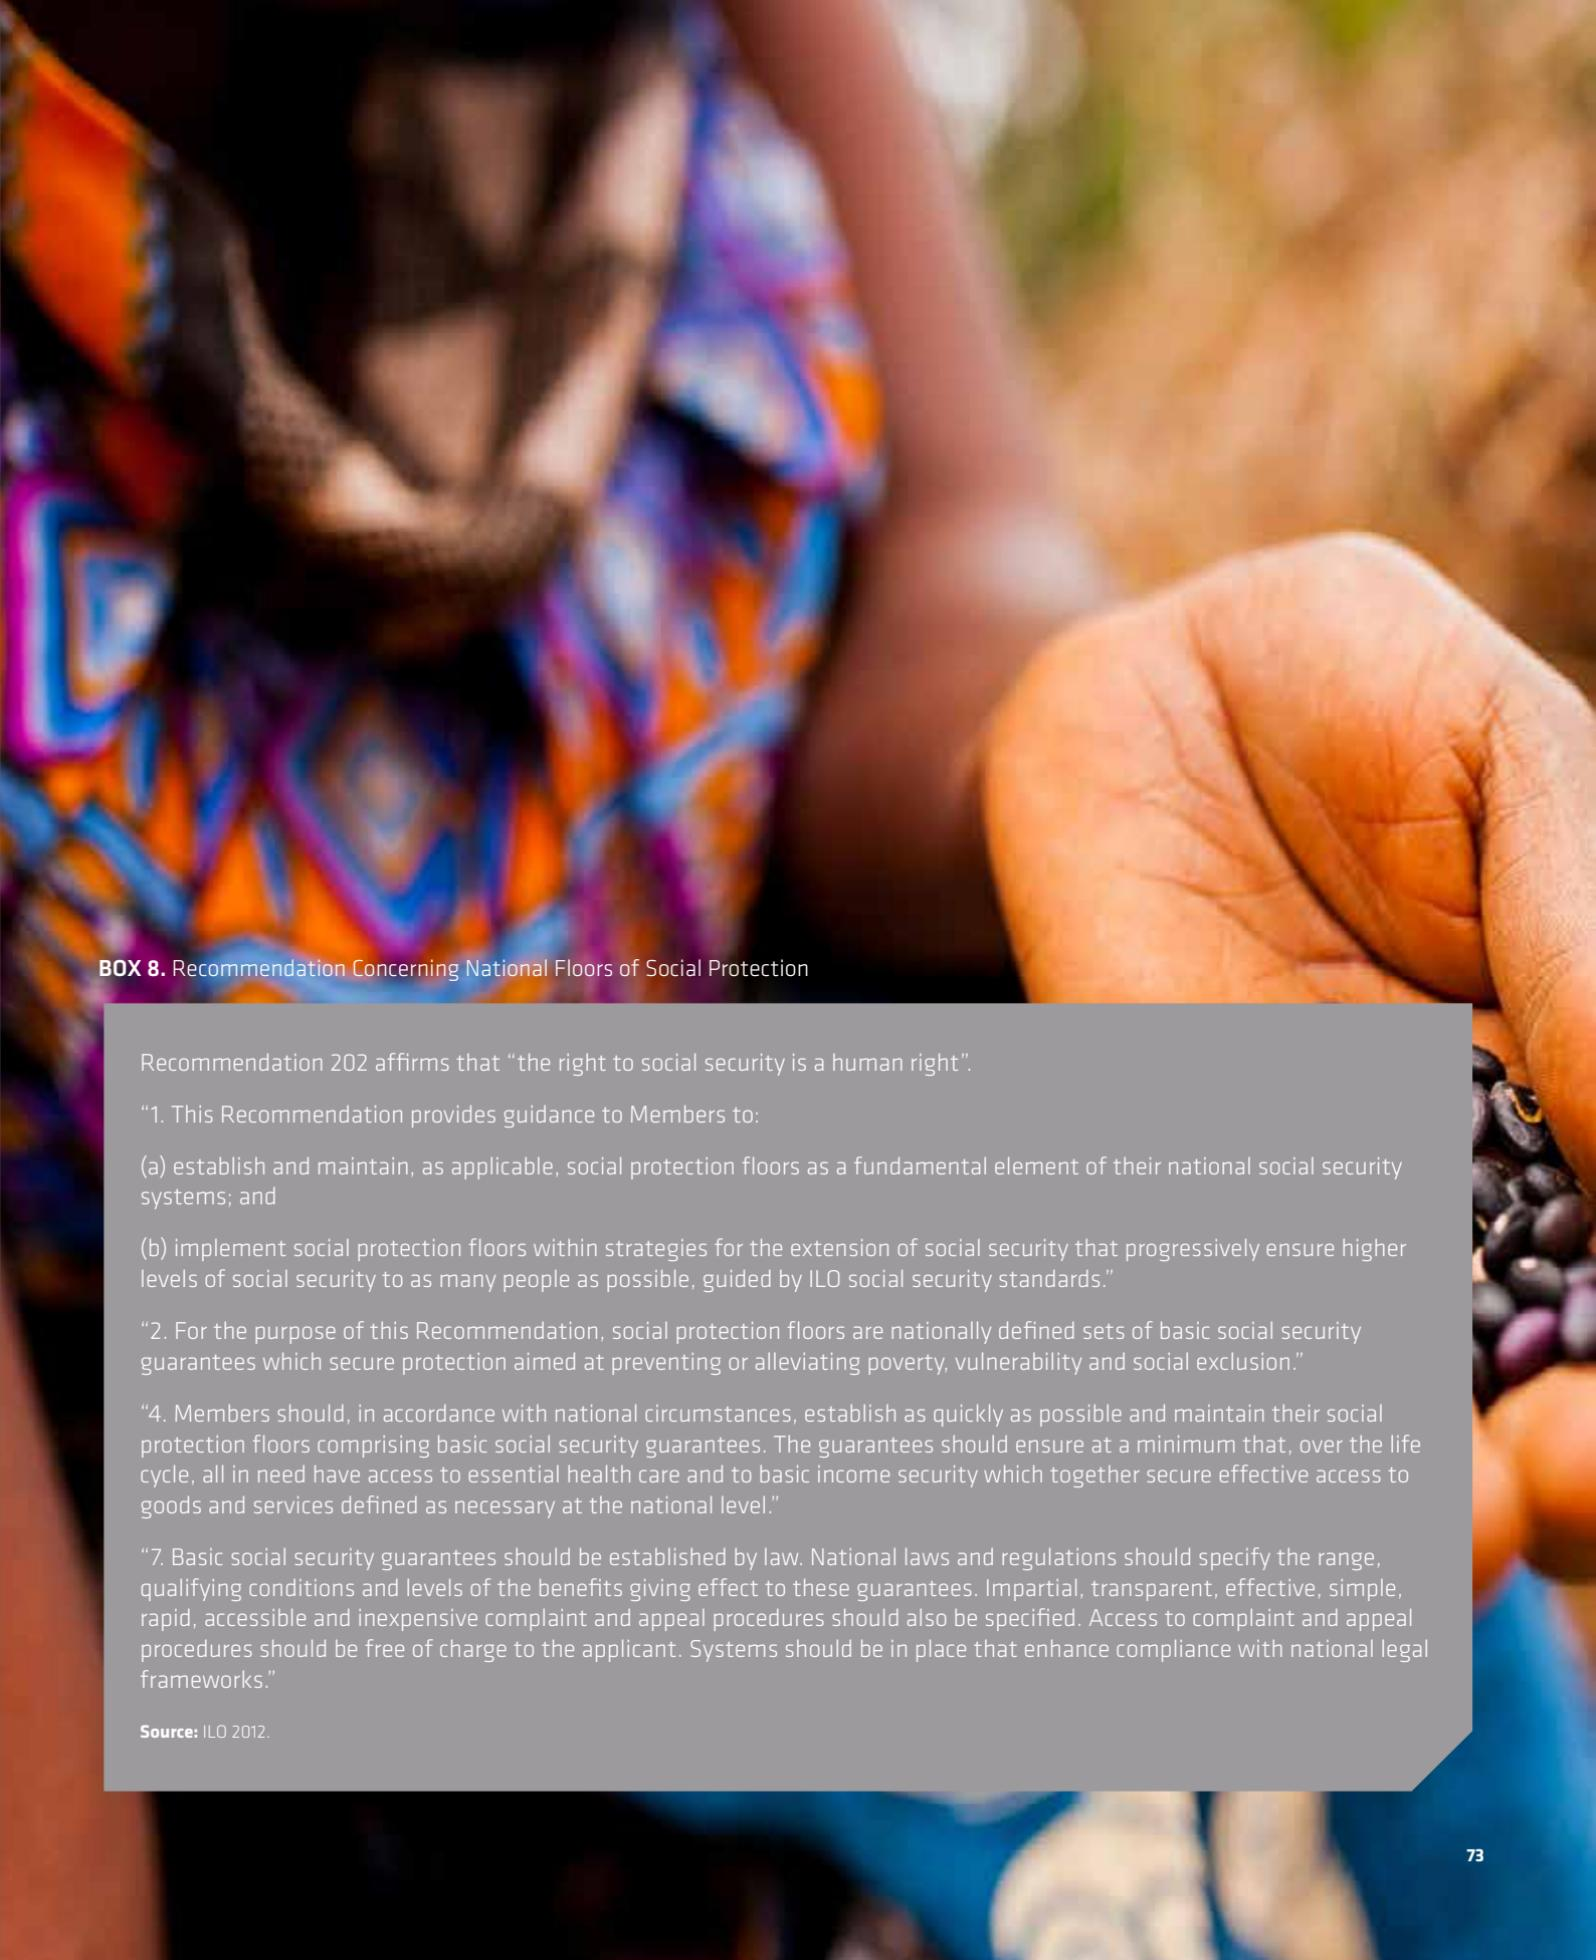 BOX 8. Recommendation Concerning National Floors of Social Protection
Recommendation 202 affirms that “the right to social security is a human right”.
“1. This Recommendation provides guidance to Members to:
(a) establish and maintain, as applicable, social protection floors as a fundamental element of their national social security
systems; and
(b) implement social protection floors within strategies for the extension of social security that progressively ensure higher
levels of social security to as many people as possible, guided by ILO social security standards.”
“2. For the purpose of this Recommendation, social protection floors are nationally defined sets of basic social security
guarantees which secure protection aimed at preventing or alleviating poverty, vulnerability and social exclusion.”
“4. Members should, in accordance with national circumstances, establish as quickly as possible and maintain their social
protection floors comprising basic social security guarantees. The guarantees should ensure at a minimum that, over the life
cycle, all in need have access to essential health care and to basic income security which together secure effective access to
goods and services defined as necessary at the national level.”
“7. Basic social security guarantees should be established by law. National laws and regulations should specify the range,
qualifying conditions and levels of the benefits giving effect to these guarantees. Impartial, transparent, effective, simple,
rapid, accessible and inexpensive complaint and appeal procedures should also be specified. Access to complaint and appeal
procedures should be free of charge to the applicant. Systems should be in place that enhance compliance with national legal
frameworks.”
Source: ILO 2012.
73